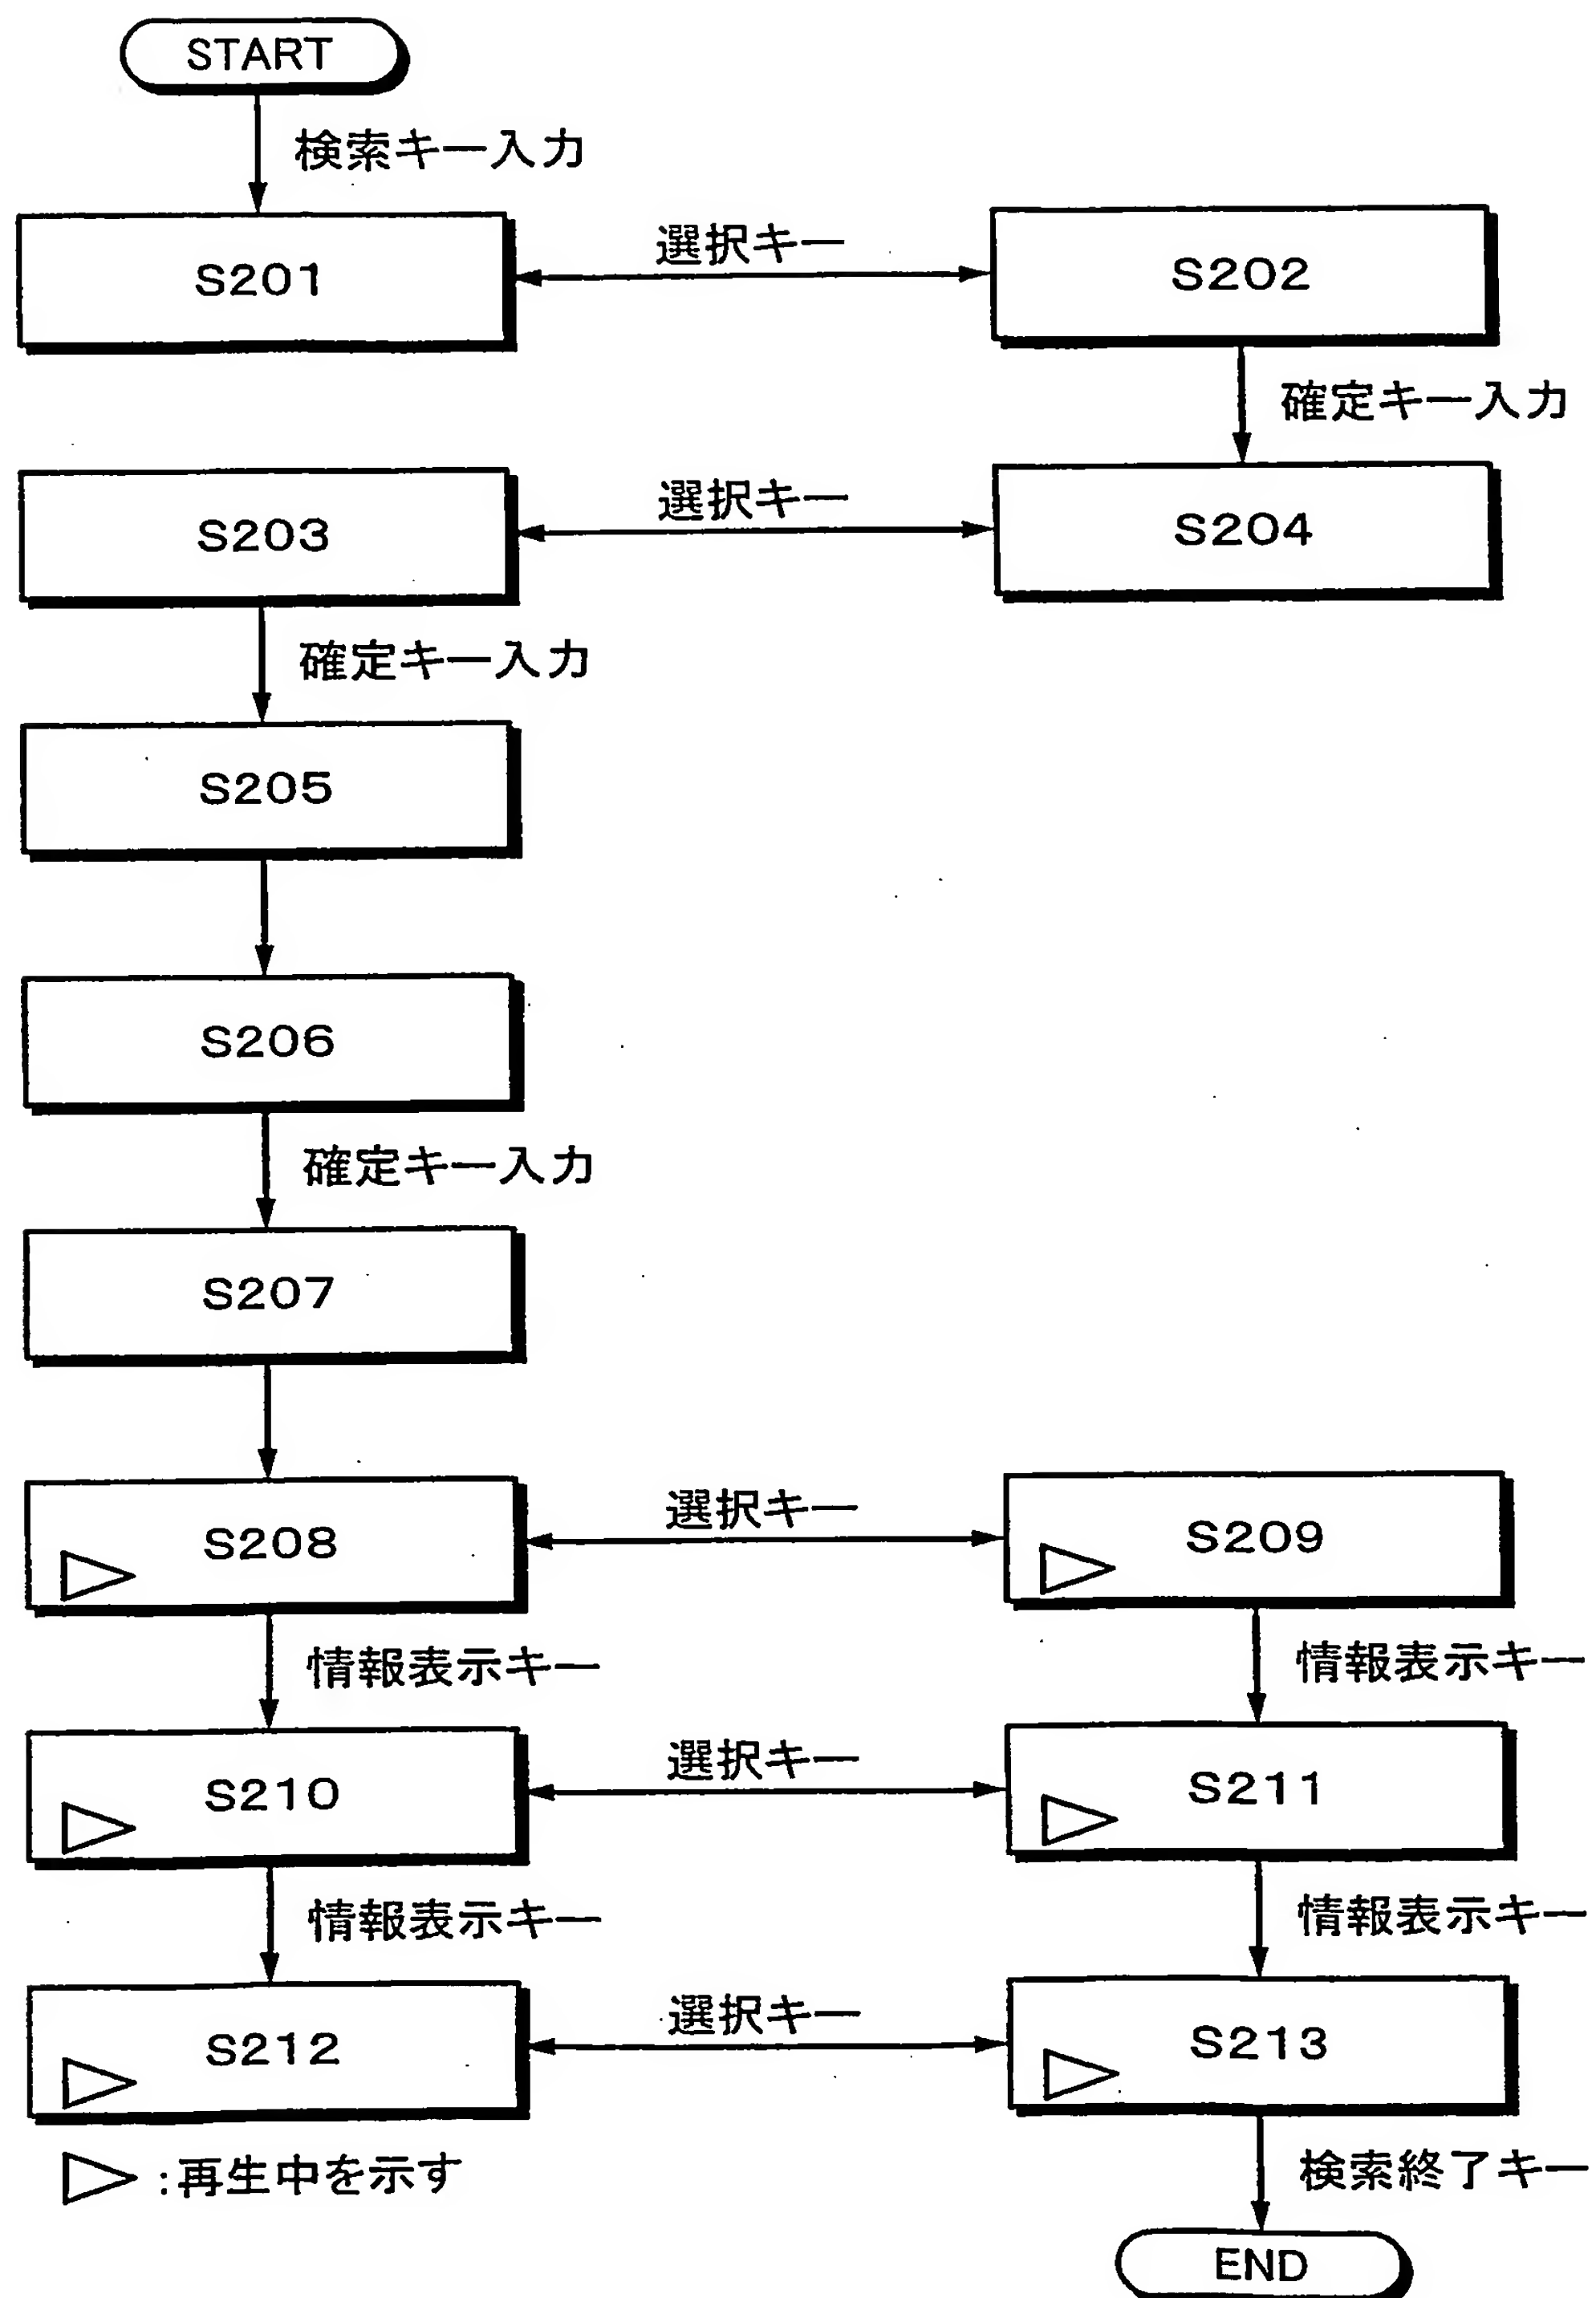 START
検索キー入力
S201
選択キー
S202
確定キー入力
S203
選択キー
S204
確定キー入力
S205
S206
確定キー入力
S207
S208
選択キー
S209
情報表示キー
情報表示キー
S210
選択キー
S211
情報表示キー
情報表示キー
S212
選択キー
S213
:再生中を示す
検索終了キー
END